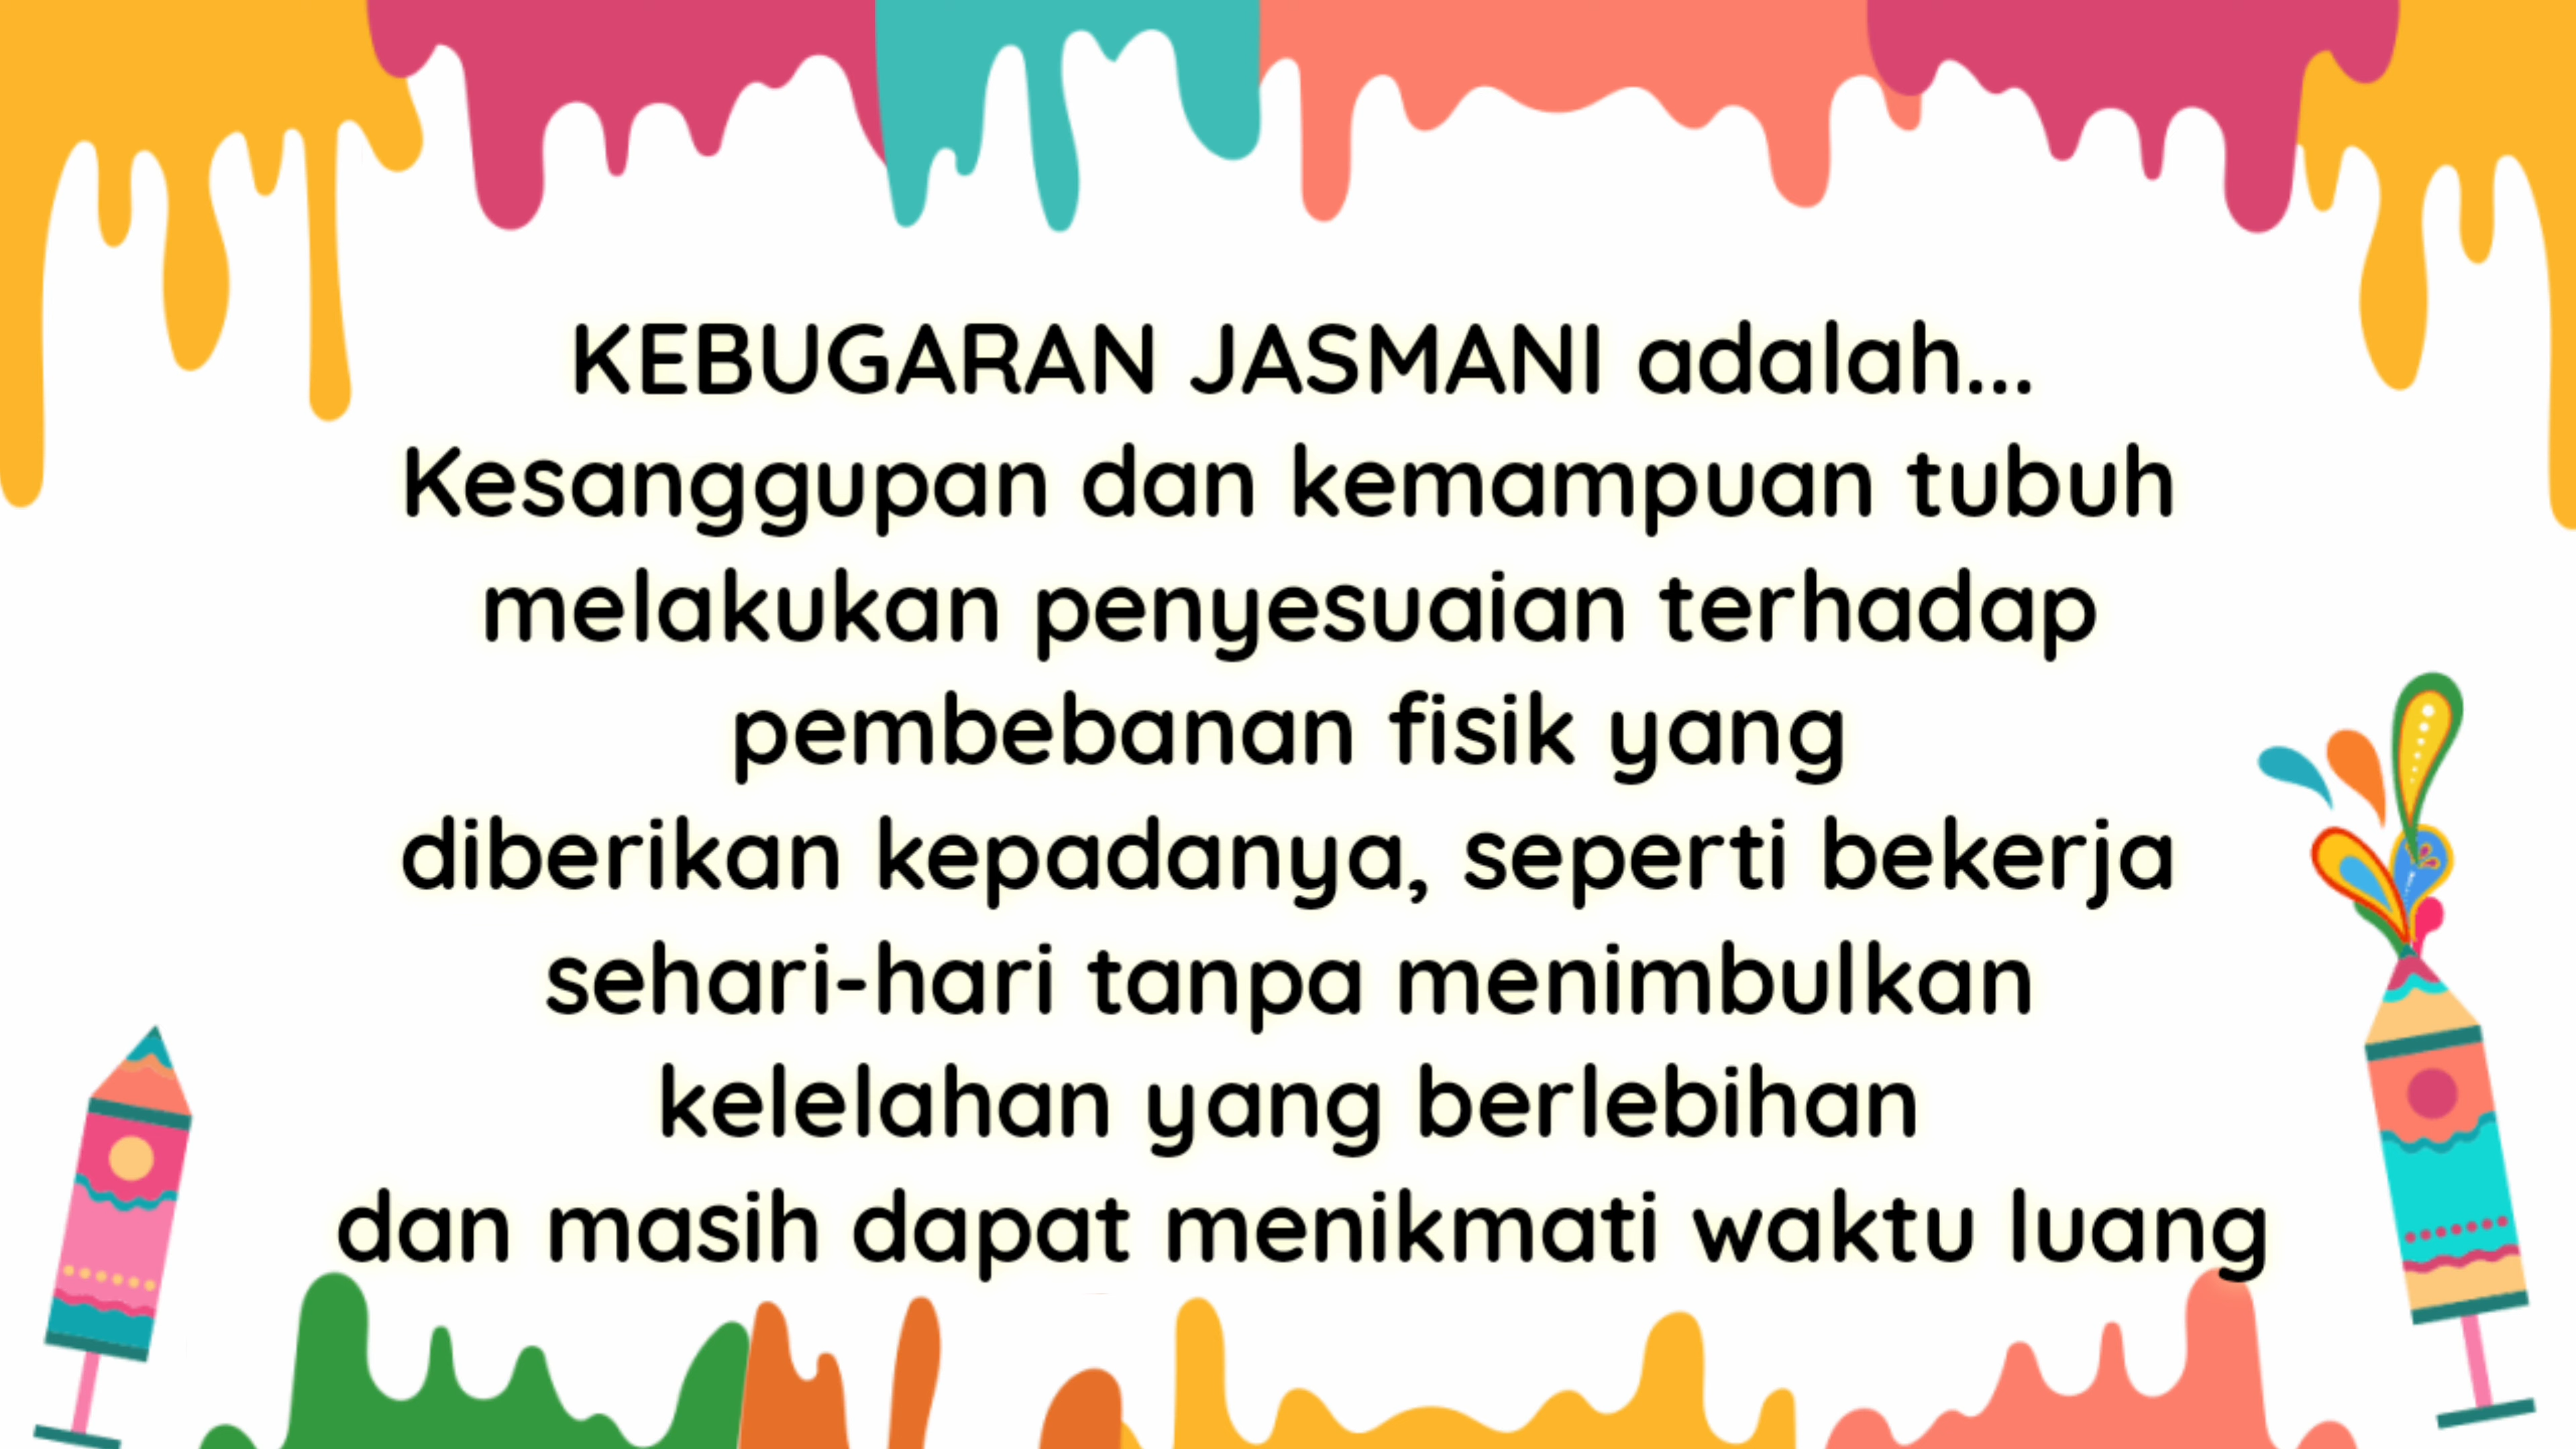 KEBUGARAN JASMANI adalah...
Kesanggupan dan kemampuan tubuh
melakukan penyesuaian terhadap
pembebanan fisik yang
diberikan kepadanya, seperti bekerja
sehari-hari tanpa menimbulkan
kelelahan yang berlebihan
dan masih dapat menikmati waktu luang